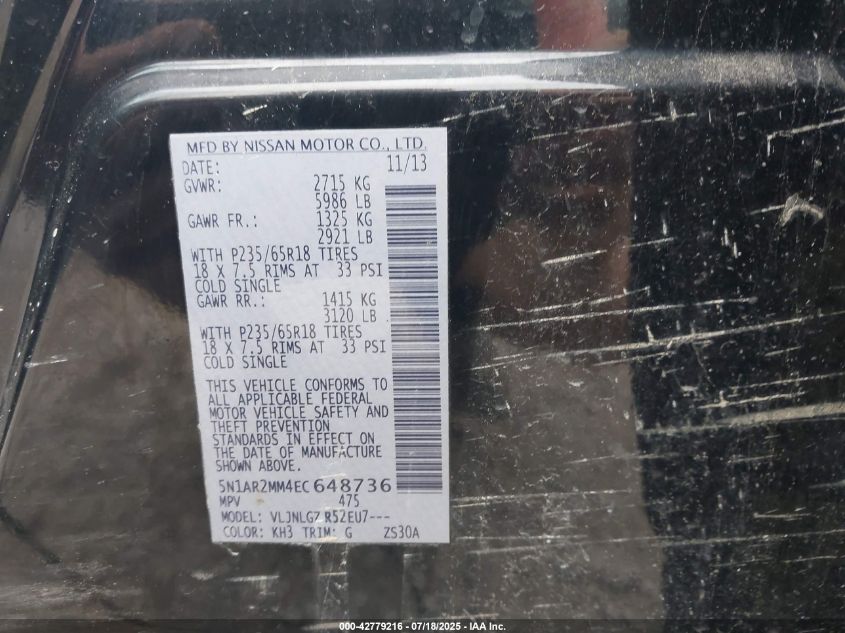 MFD BY NISSAN MOTOR CO., LTD.
DATE: 11/13
GVWR: 2715 KG
5986 LB
GAWR FR.: 1325 KG
2921 LB
WITH P235/65R18 TIRES
18 X 7.5 RIMS AT 33 PSI
COLD SINGLE
GAWR RR.: 1415 KG
3120 LB
WITH P235/65R18 TIRES
18 X 7.5 RIMS AT 33 PSI
COLD SINGLE
THIS VEHICLE CONFORMS TO
ALL APPLICABLE FEDERAL
MOTOR VEHICLE SAFETY AND
THEFT PREVENTION
STANDARDS IN EFFECT ON
THE DATE OF MANUFACTURE
SHOWN ABOVE.
5N1AR2MM4EC648736
MPV 475
MODEL: VLJNLGZ R52EU7---
COLOR: KH3 TRIM: G ZS30A
000-42779216 - 07/18/2025 - IAA Inc.